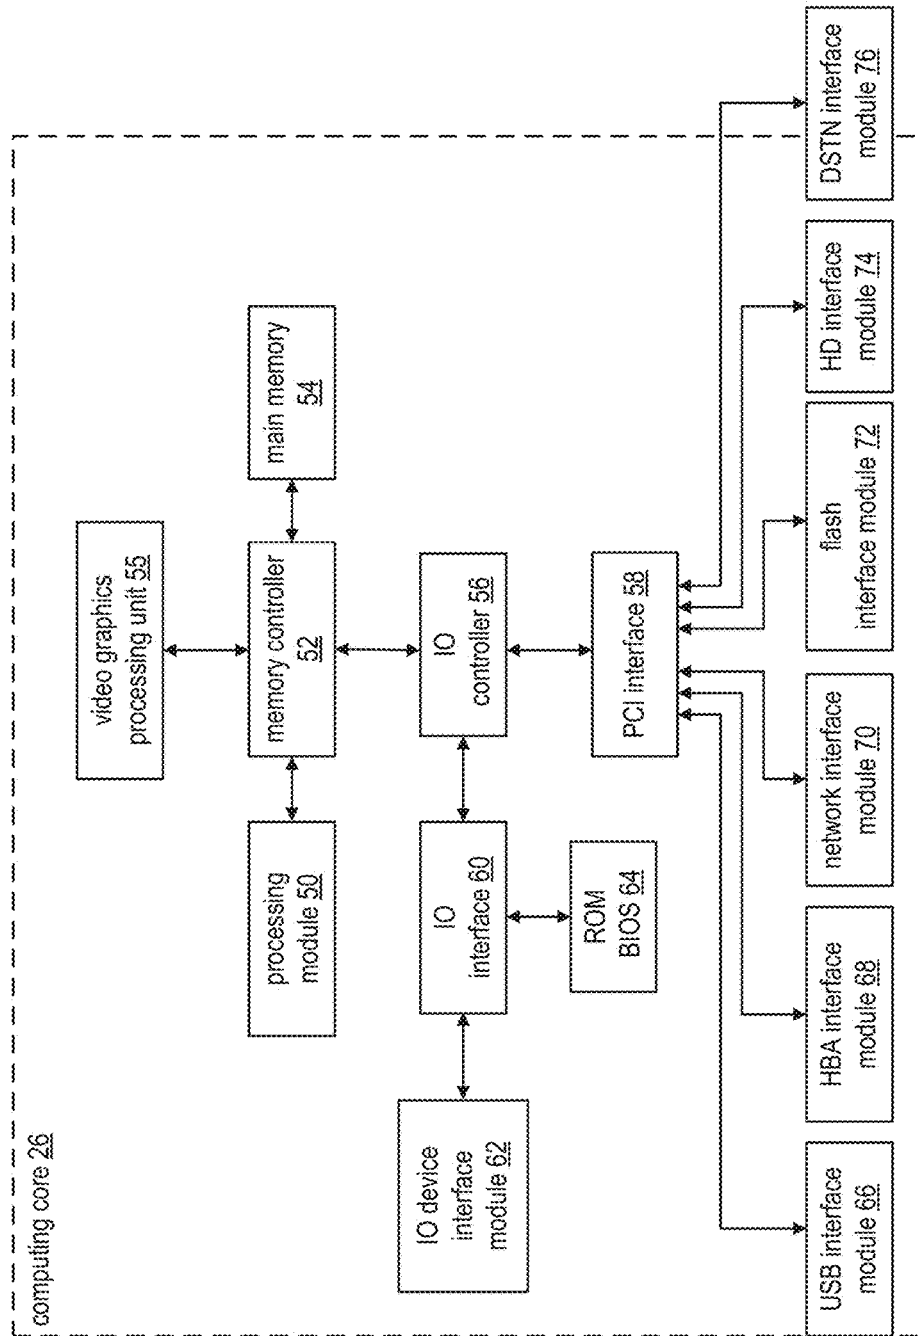 computing core 26
video graphics
processing unit 55
processing
module 50
memory controller
52
main memory
54
IO device
interface
module 62
IO
interface 60
IO
controller 56
ROM
BIOS 64
PCI interface 58
USB interface
module 66
HBA interface
module 68
network interface
module 70
flash
interface module 72
HD interface
module 74
DSTN interface
module 76